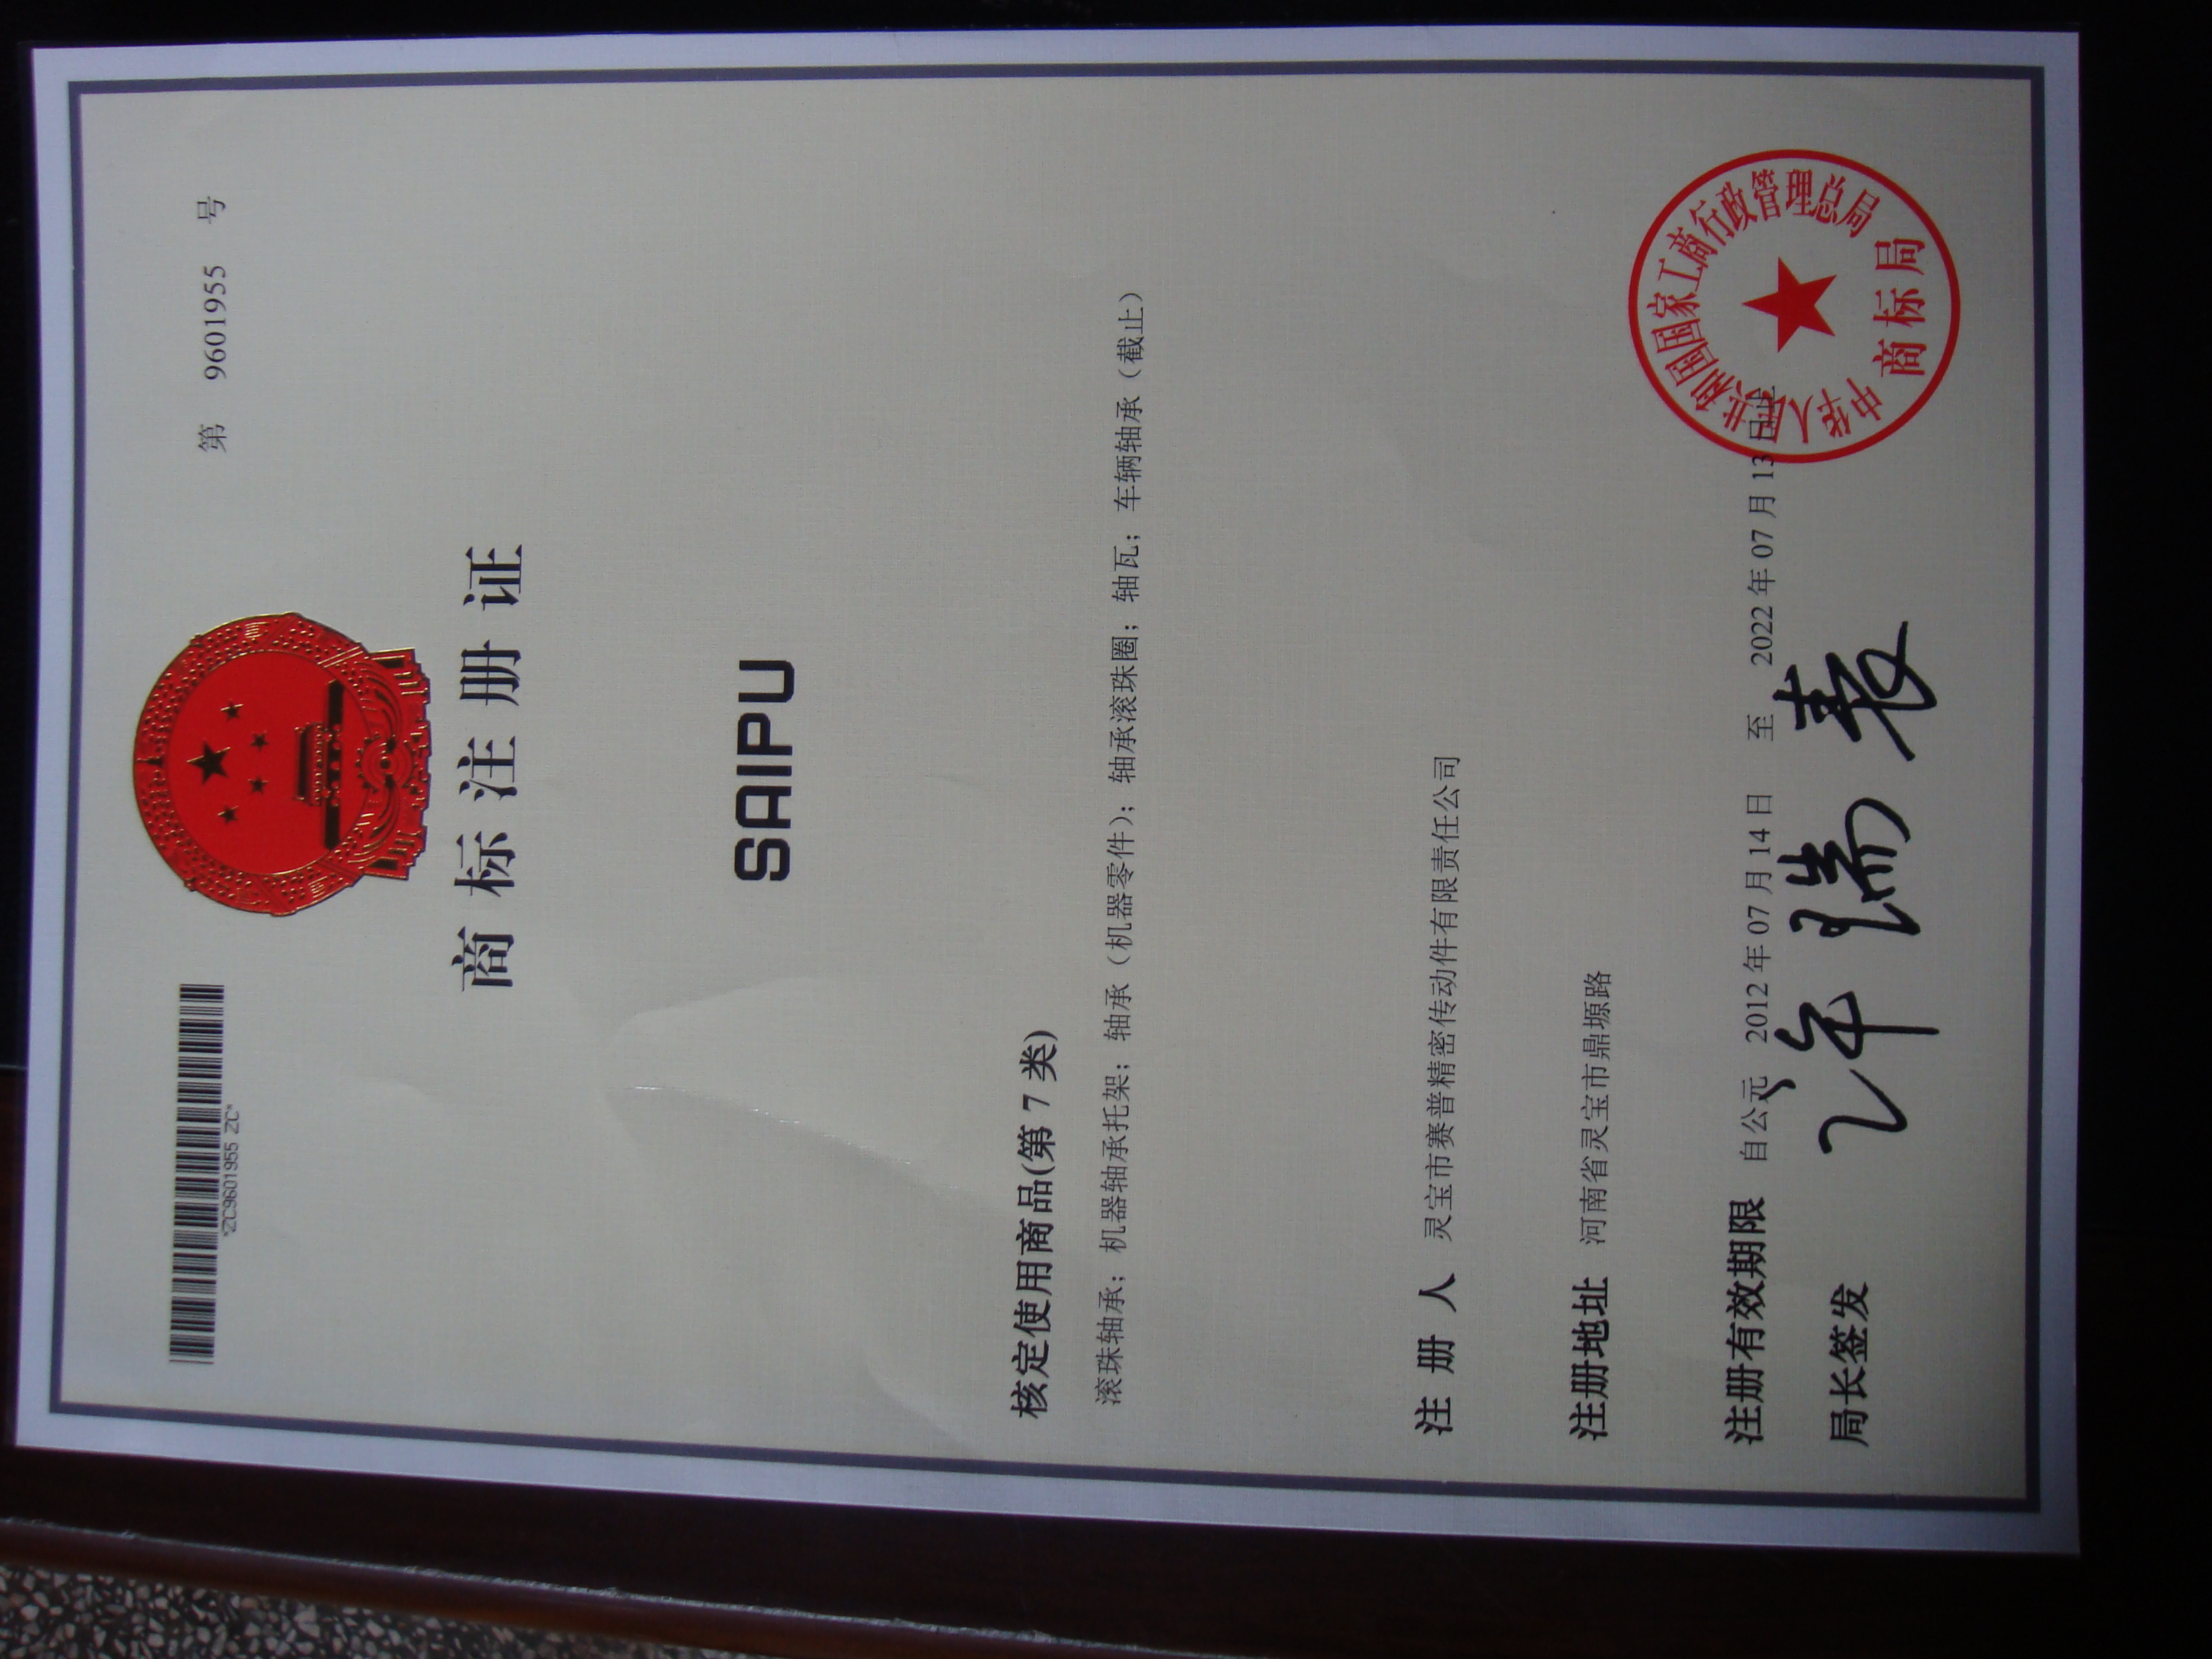 *ZC9601955 ZC*
第 9601955 号
商标注册证
SAIPU
核定使用商品(第 7 类)
滚珠轴承；机器轴承托架；轴承（机器零件）；轴承滚珠圈；轴瓦；车辆轴承（截止）
注 册 人 灵宝市赛普精密传动件有限责任公司
注册地址 河南省灵宝市鼎塬路
注册有效期限 自公元 2012 年 07 月 14 日 至 2022 年 07 月 13 日止
局长签发 许瑞表
中华人民共和国国家工商行政管理总局
商标局